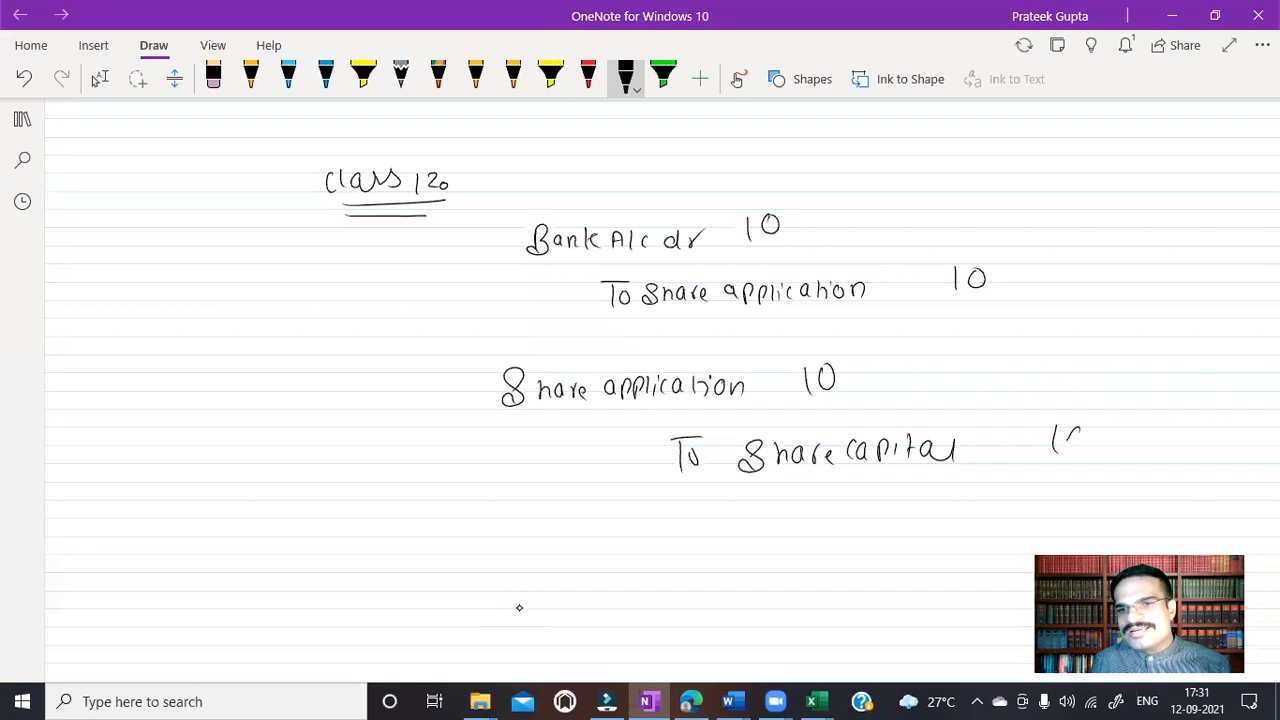 OneNote for Windows 10
Prateek Gupta
Home Insert Draw View Help
Share
Shapes Ink to Shape Ink to Text
Class 120
Bank A/c dr 10
To Share application 10
Share application 10
To Share capital
Type here to search
27°C ENG 17:31
12-09-2021